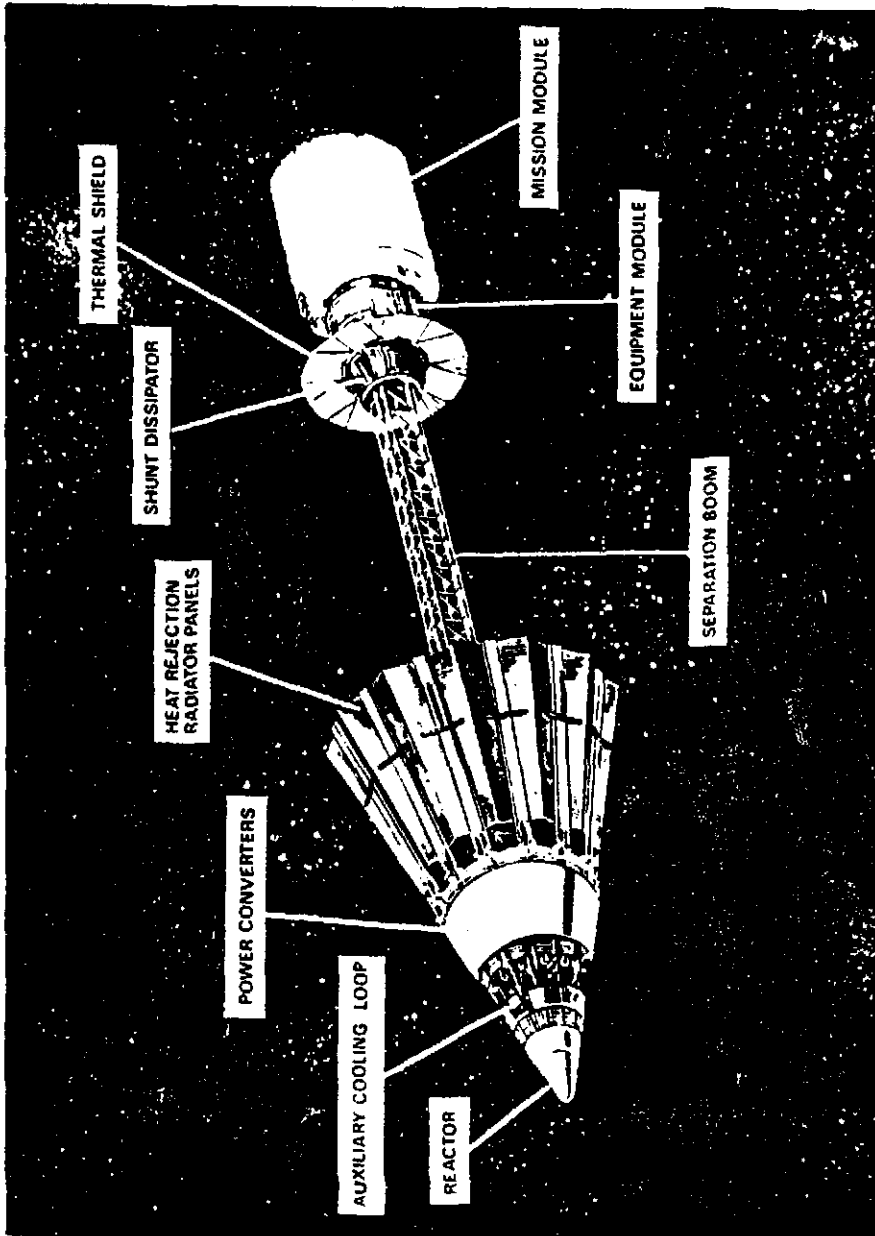 REACTOR
AUXILIARY COOLING LOOP
POWER CONVERTERS
HEAT REJECTION
RADIATOR PANELS
SHUNT DISSIPATOR
THERMAL SHIELD
SEPARATION BOOM
EQUIPMENT MODULE
MISSION MODULE